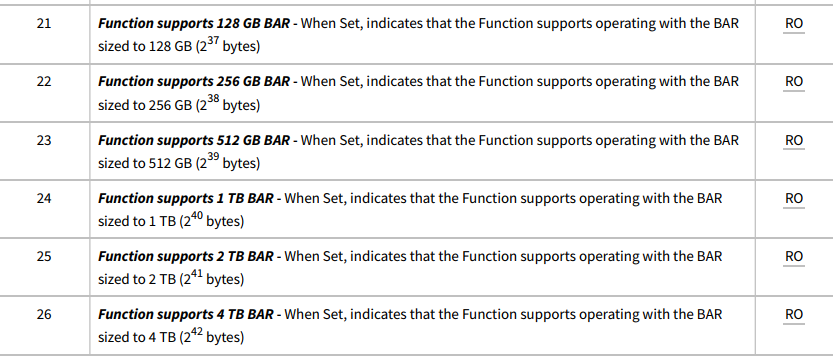 21 Function supports 128 GB BAR - When Set, indicates that the Function supports operating with the BAR RO
sized to 128 GB (2^37 bytes)
22 Function supports 256 GB BAR - When Set, indicates that the Function supports operating with the BAR RO
sized to 256 GB (2^38 bytes)
23 Function supports 512 GB BAR - When Set, indicates that the Function supports operating with the BAR RO
sized to 512 GB (2^39 bytes)
24 Function supports 1 TB BAR - When Set, indicates that the Function supports operating with the BAR RO
sized to 1 TB (2^40 bytes)
25 Function supports 2 TB BAR - When Set, indicates that the Function supports operating with the BAR RO
sized to 2 TB (2^41 bytes)
26 Function supports 4 TB BAR - When Set, indicates that the Function supports operating with the BAR RO
sized to 4 TB (2^42 bytes)